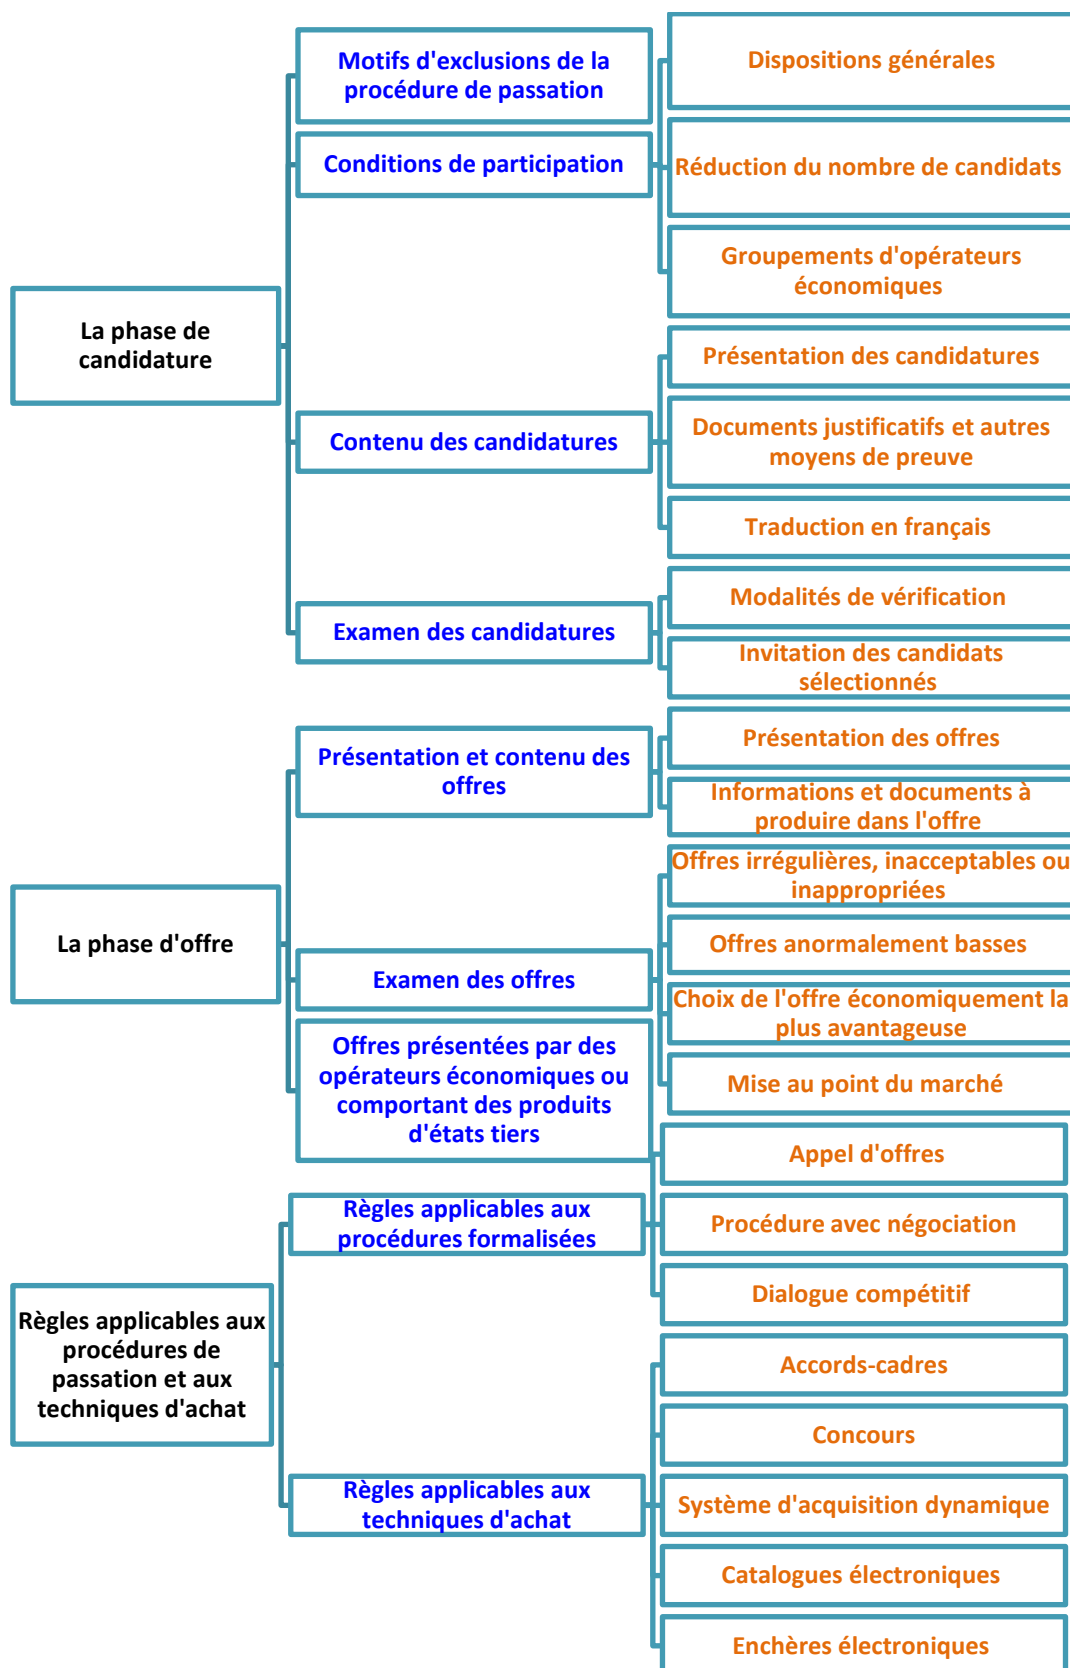 La phase de
candidature
Motifs d'exclusions de la
procédure de passation
Conditions de participation
Dispositions générales
Réduction du nombre de candidats
Groupements d'opérateurs
économiques
Contenu des candidatures
Présentation des candidatures
Documents justificatifs et autres
moyens de preuve
Traduction en français
Examen des candidatures
Modalités de vérification
Invitation des candidats
sélectionnés
La phase d'offre
Présentation et contenu des
offres
Présentation des offres
Informations et documents à
produire dans l'offre
Examen des offres
Offres irrégulières, inacceptables ou
inappropriées
Offres anormalement basses
Choix de l'offre économiquement la
plus avantageuse
Mise au point du marché
Offres présentées par des
opérateurs économiques ou
comportant des produits
d'états tiers
Règles applicables aux
procédures de
passation et aux
techniques d'achat
Règles applicables aux
procédures formalisées
Appel d'offres
Procédure avec négociation
Dialogue compétitif
Règles applicables aux
techniques d'achat
Accords-cadres
Concours
Système d'acquisition dynamique
Catalogues électroniques
Enchères électroniques